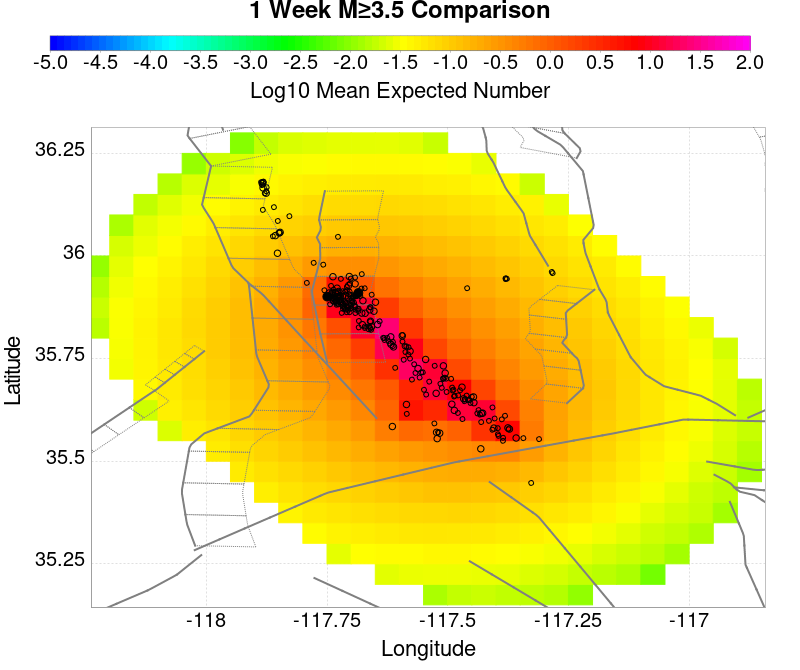 1 Week M≥3.5 Comparison
-5.0 -4.5 -4.0 -3.5 -3.0 -2.5 -2.0 -1.5 -1.0 -0.5 0.0 0.5 1.0 1.5 2.0
Log10 Mean Expected Number
36.25
36
35.75
35.5
35.25
Latitude
-118 -117.75 -117.5 -117.25 -117
Longitude